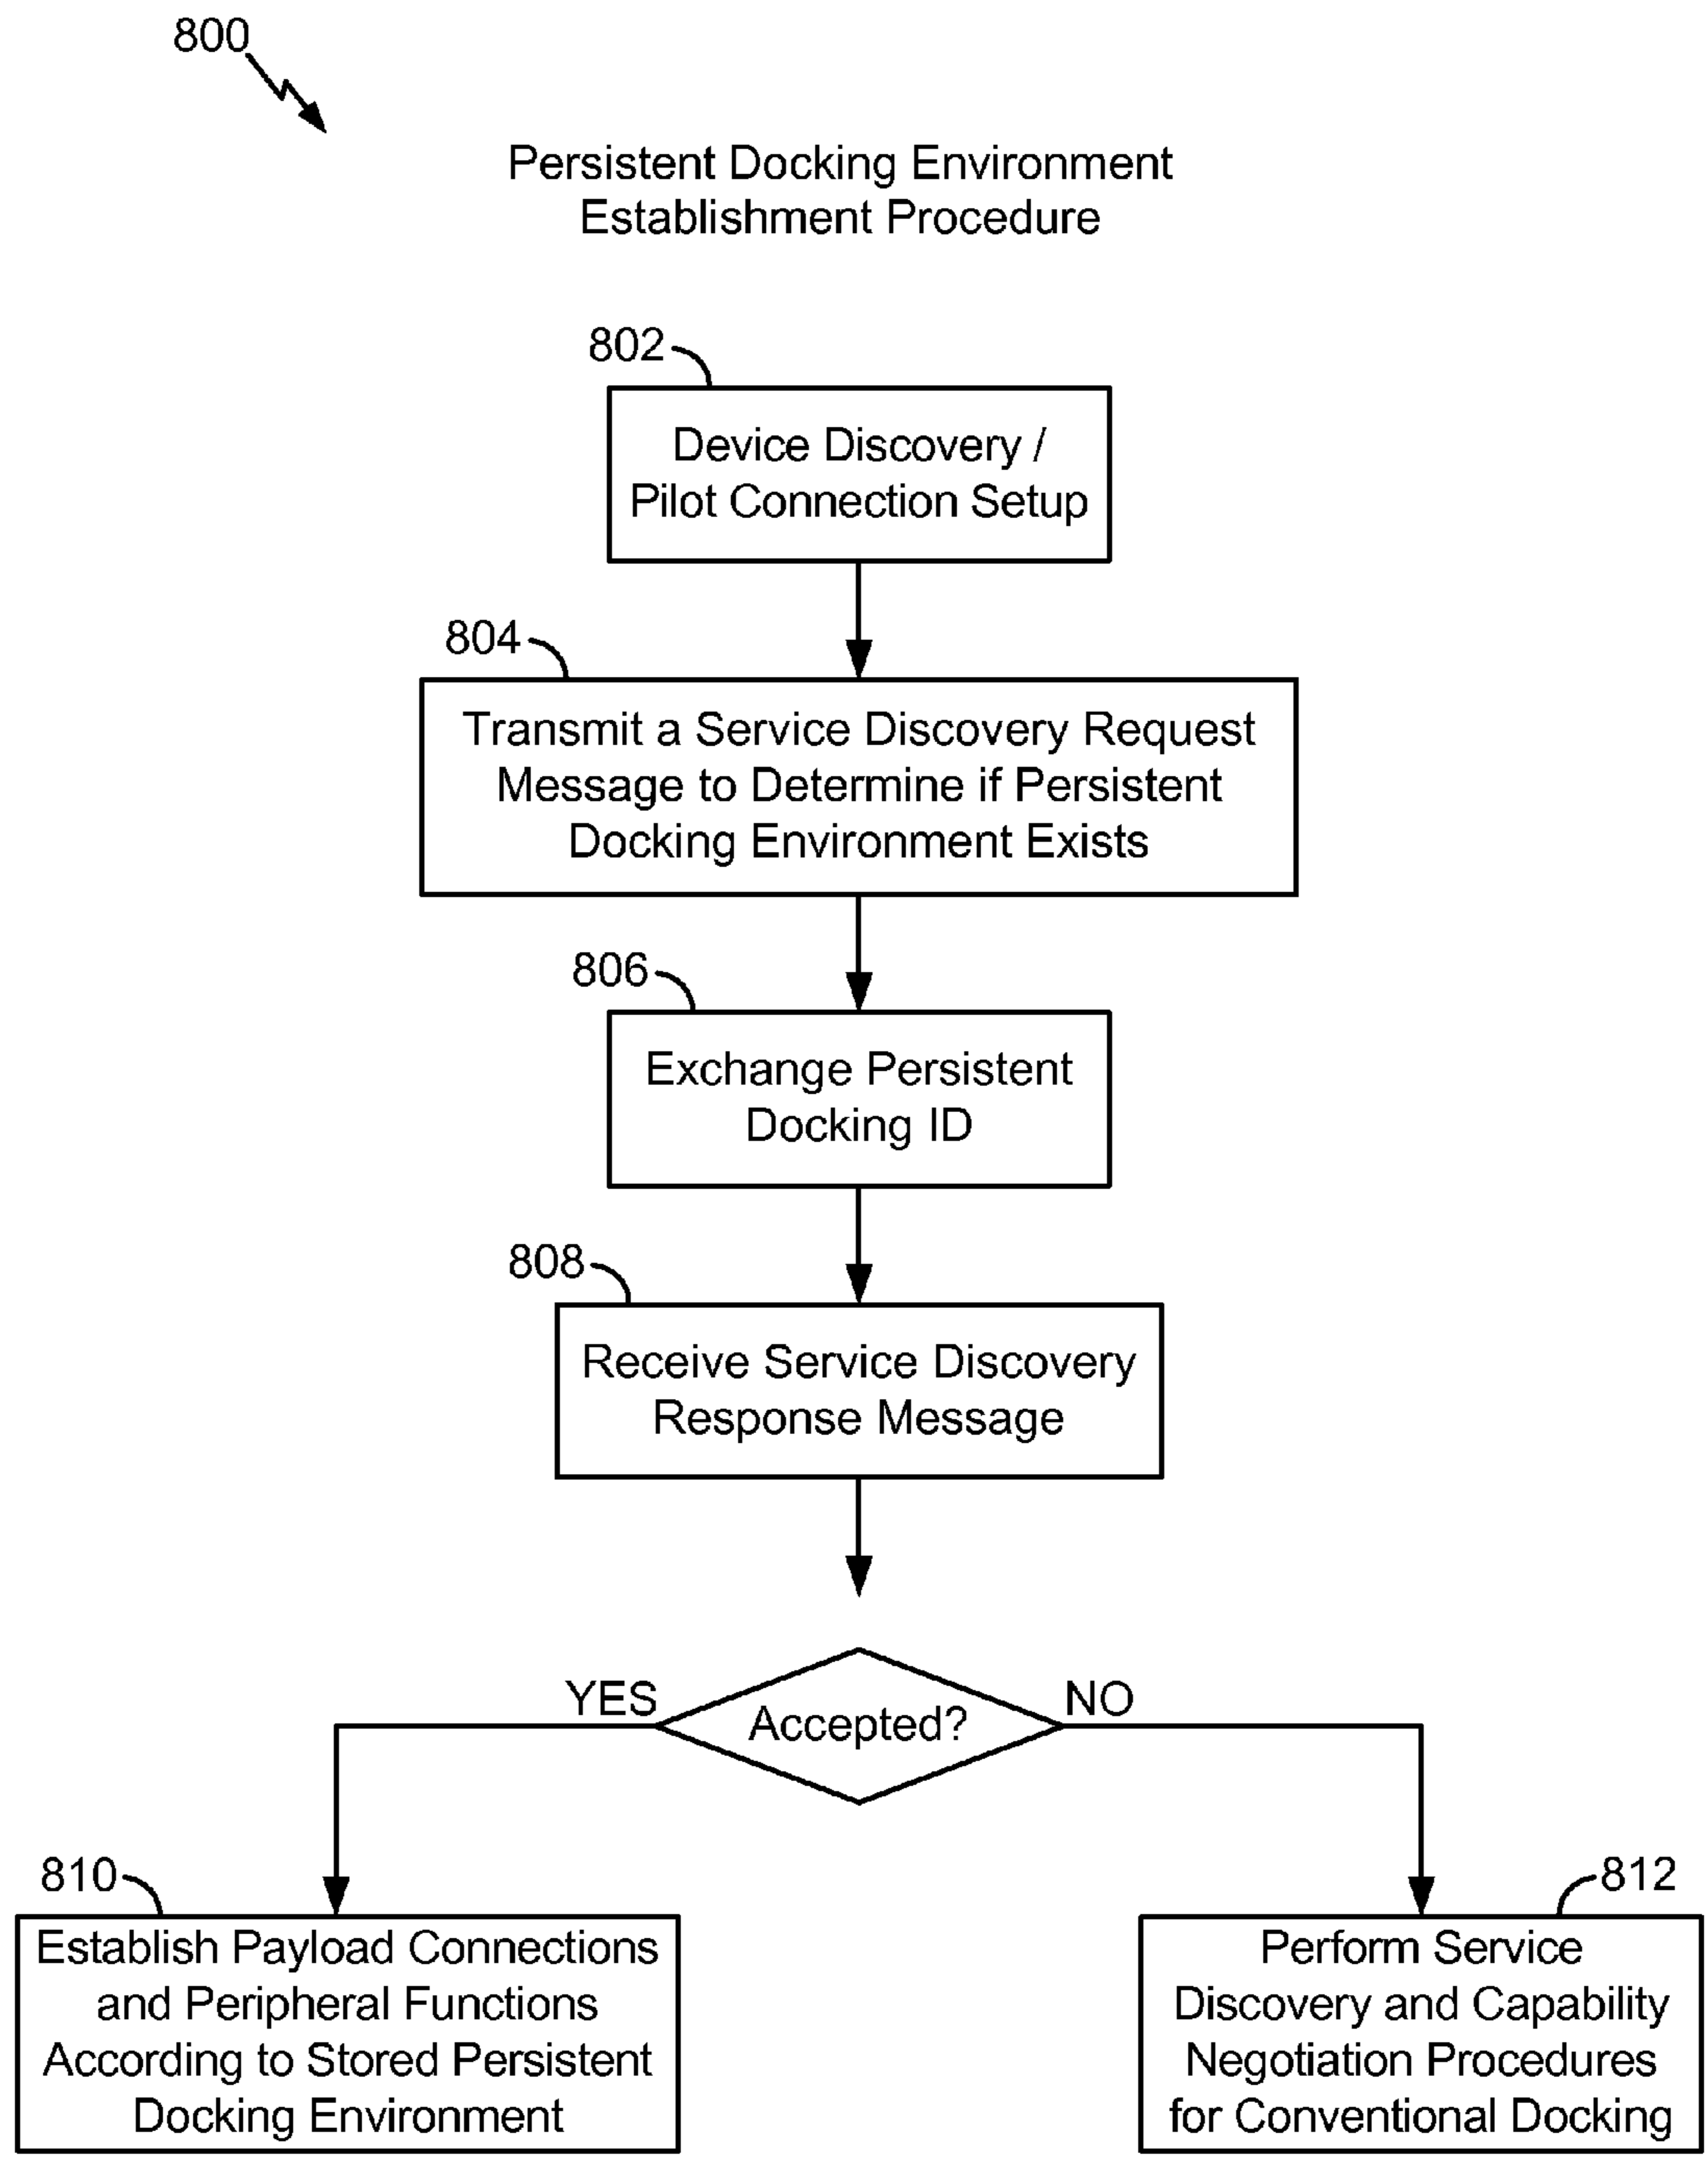 800
Persistent Docking Environment
Establishment Procedure
802
Device Discovery /
Pilot Connection Setup
804
Transmit a Service Discovery Request
Message to Determine if Persistent
Docking Environment Exists
806
Exchange Persistent
Docking ID
808
Receive Service Discovery
Response Message
YES
Accepted?
NO
810
Establish Payload Connections
and Peripheral Functions
According to Stored Persistent
Docking Environment
812
Perform Service
Discovery and Capability
Negotiation Procedures
for Conventional Docking